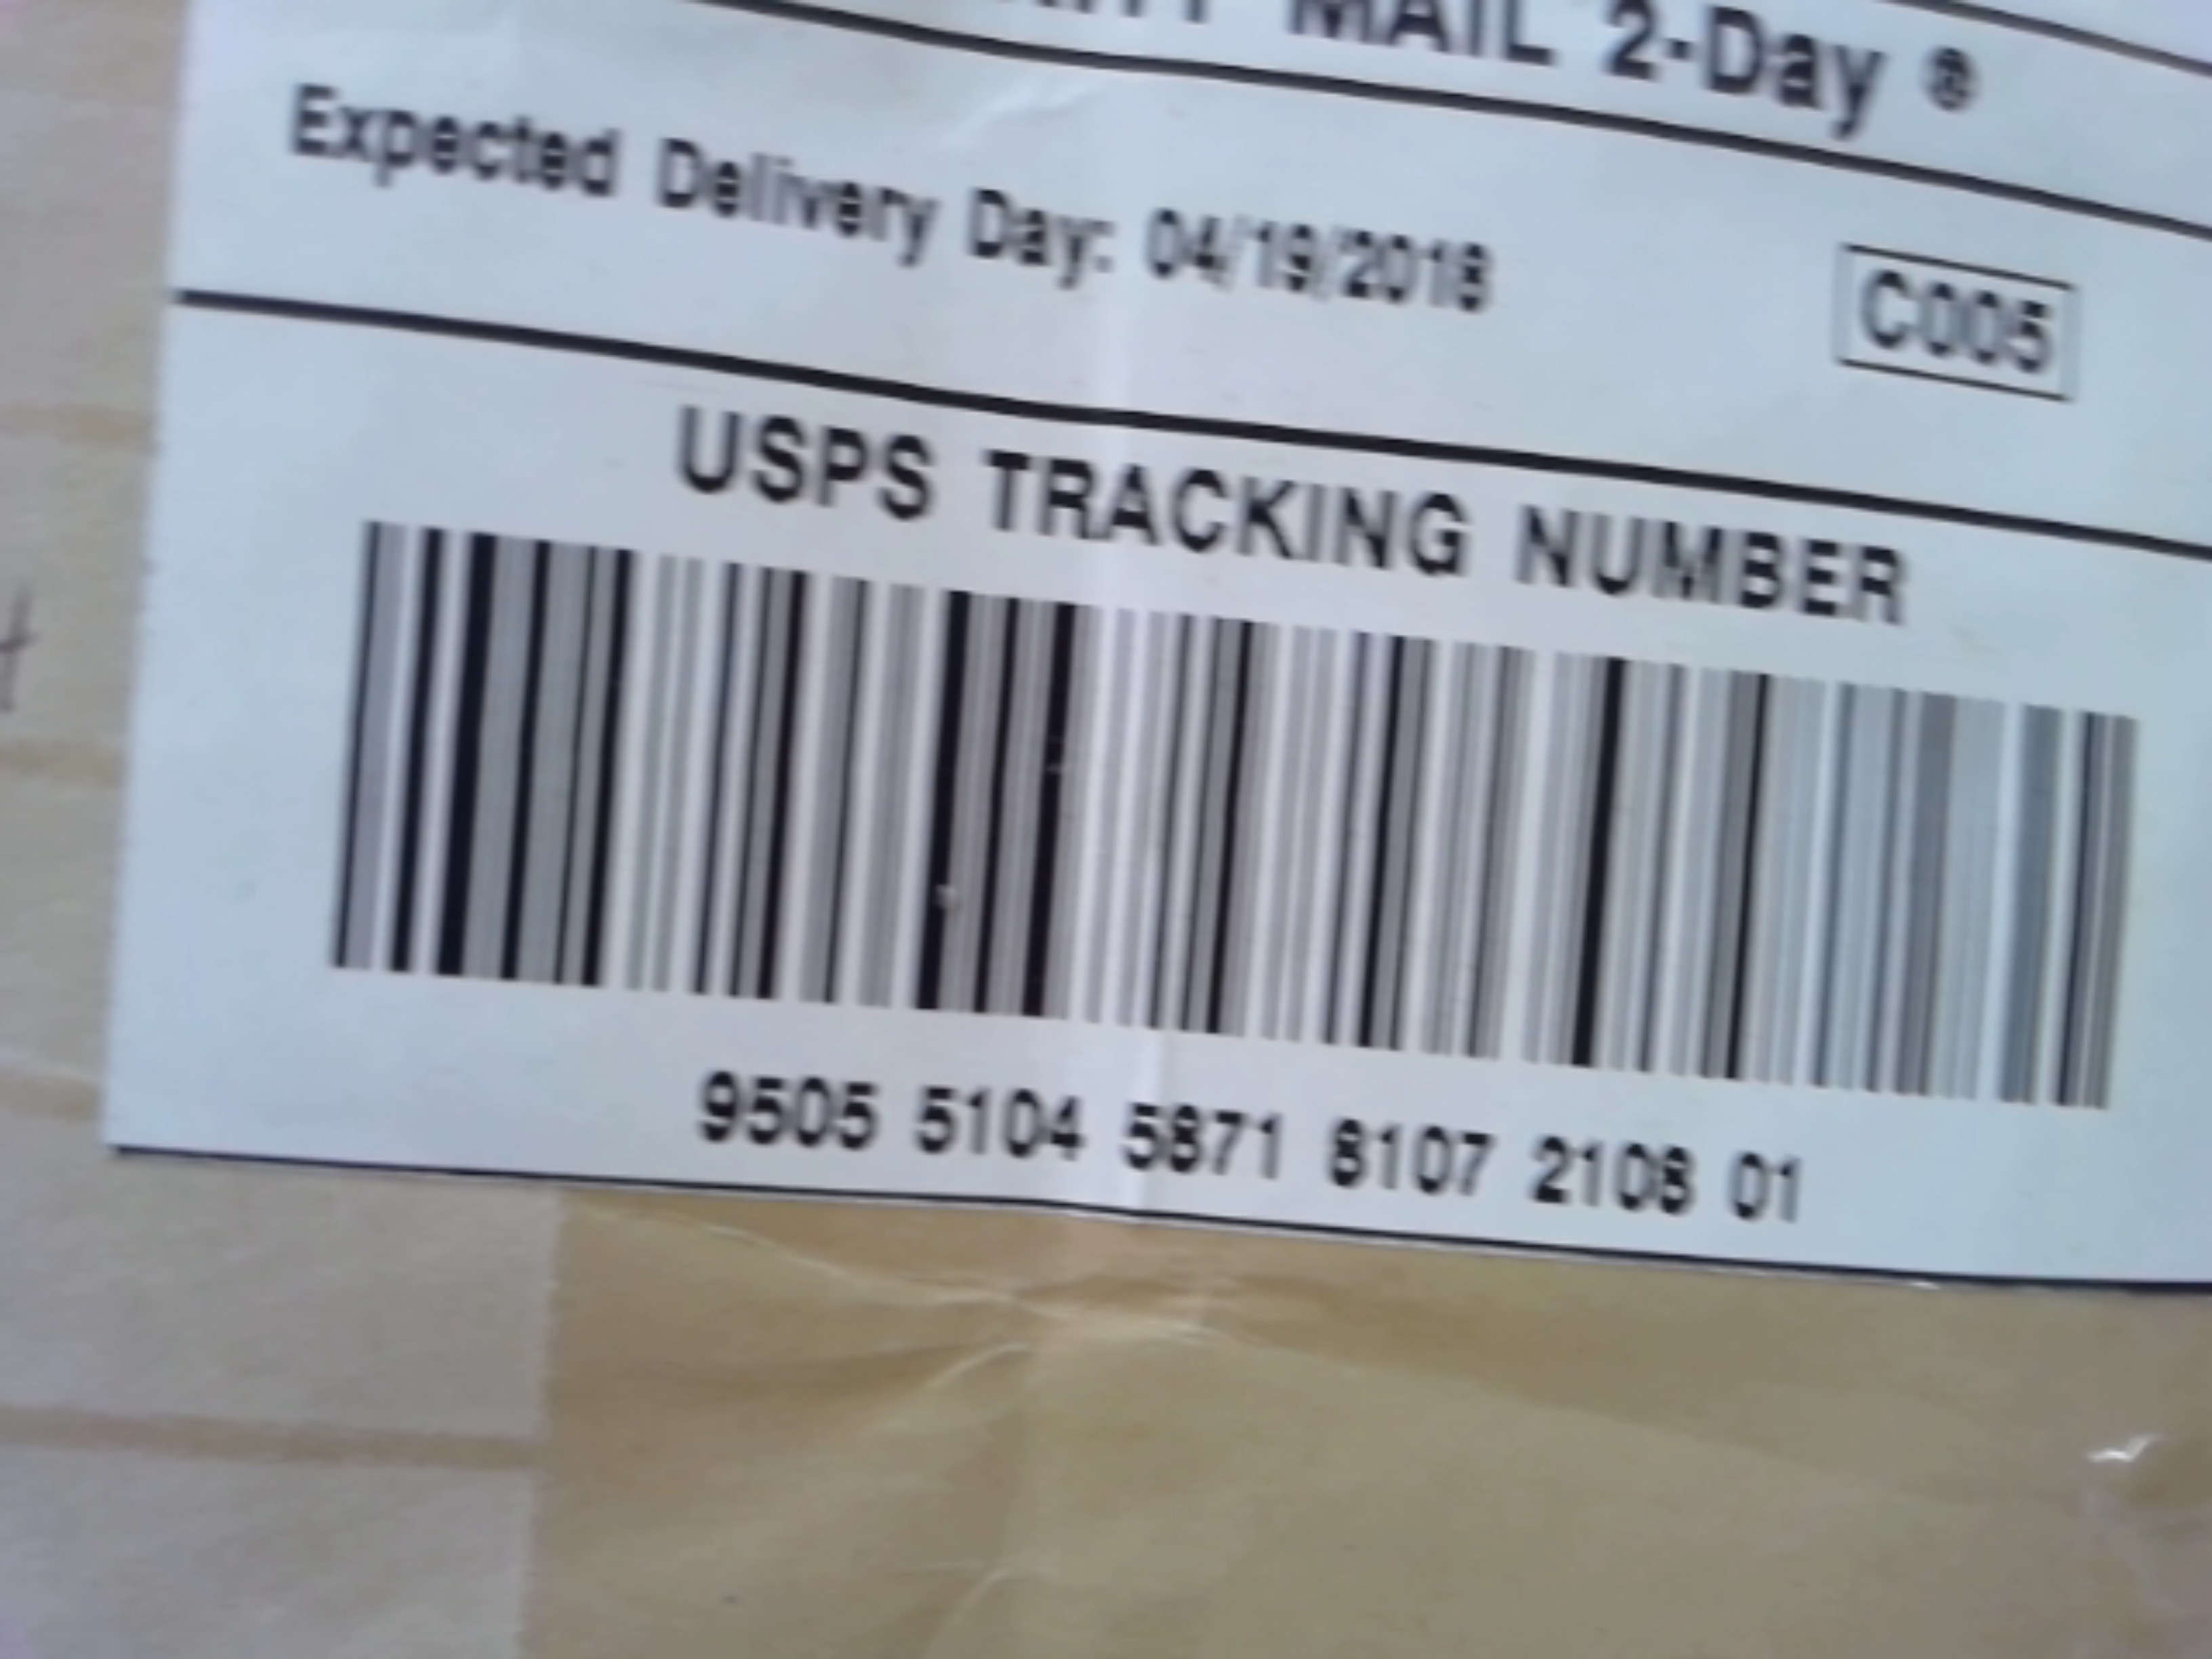 MAIL 2-Day ®
Expected Delivery Day: 04/19/2018
C005
USPS TRACKING NUMBER
9505 5104 5871 8107 2108 01